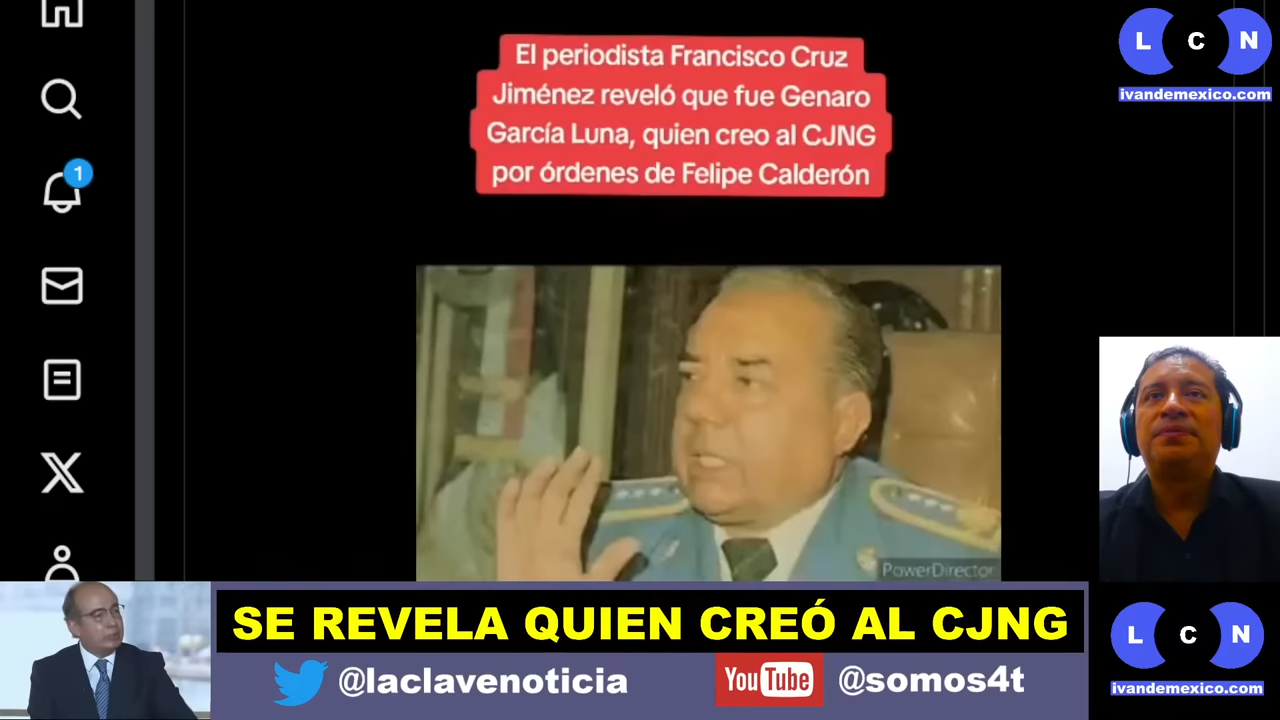 El periodista Francisco Cruz
Jiménez reveló que fue Genaro
García Luna, quien creo al CJNG
por órdenes de Felipe Calderón
L C N
ivandemexico.com
1
PowerDirector
SE REVELA QUIEN CREÓ AL CJNG
@laclavenoticia
YouTube
@somos4t
L C N
ivandemexico.com